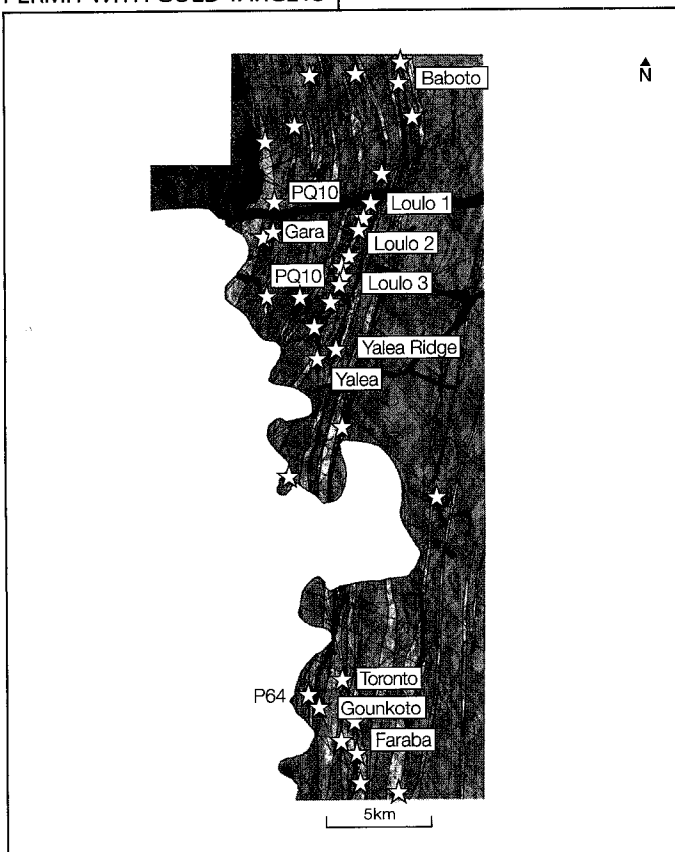 PERMIT WITH GOLD TARGETS
Baboto
N
PQ10
Loulo 1
Gara
Loulo 2
PQ10
Loulo 3
Yalea Ridge
Yalea
Toronto
P64
Gounkoto
Faraba
5km